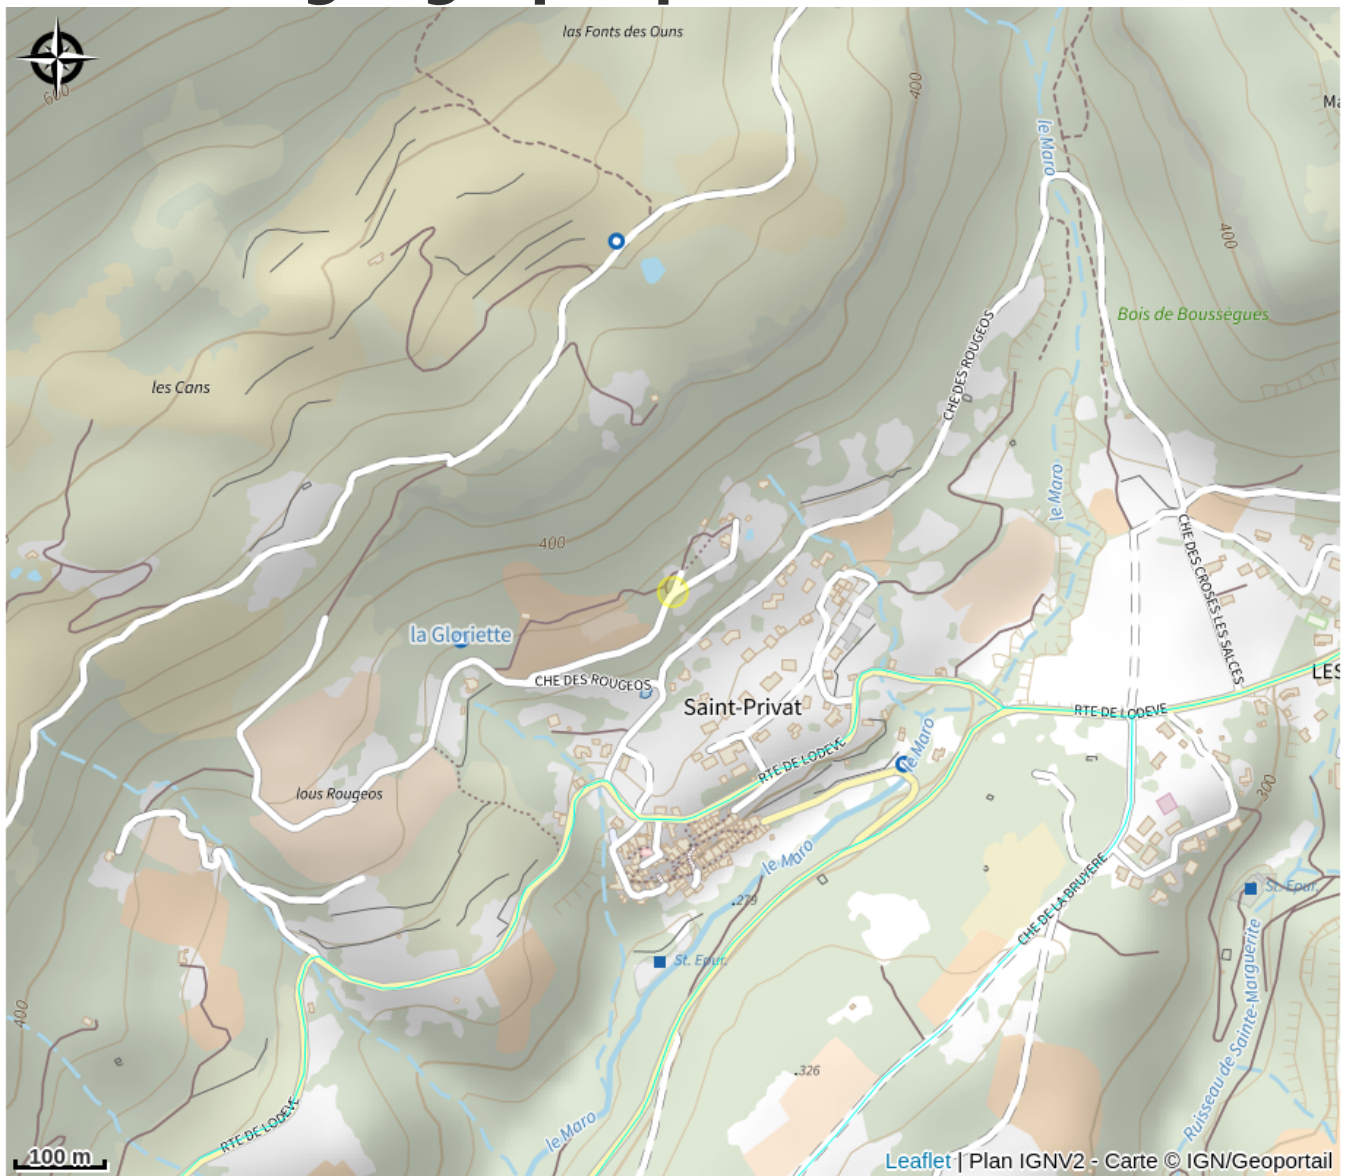 las Fonts des Ouns
600
400
le Maro
400
Bois de Boussègues
CHE DES ROUGEOS
les Cans
le Maro
400
CHE DES CROSES LES SALCES
la Gloriette
CHE DES ROUGEOS
LES
Saint-Privat
RTE DE LODEVE
le Maro
RTE DE LODEVE
300
lous Rougeos
le Maro
CHE DE LA BRUYERE
St. Epur.
.279
St. Epur.
Ruisseau de Sainte-Marguerite
400
.326
RTE DE LODEVE
le Maro
100 m
Leaflet | Plan IGNV2 - Carte © IGN/Geoportail